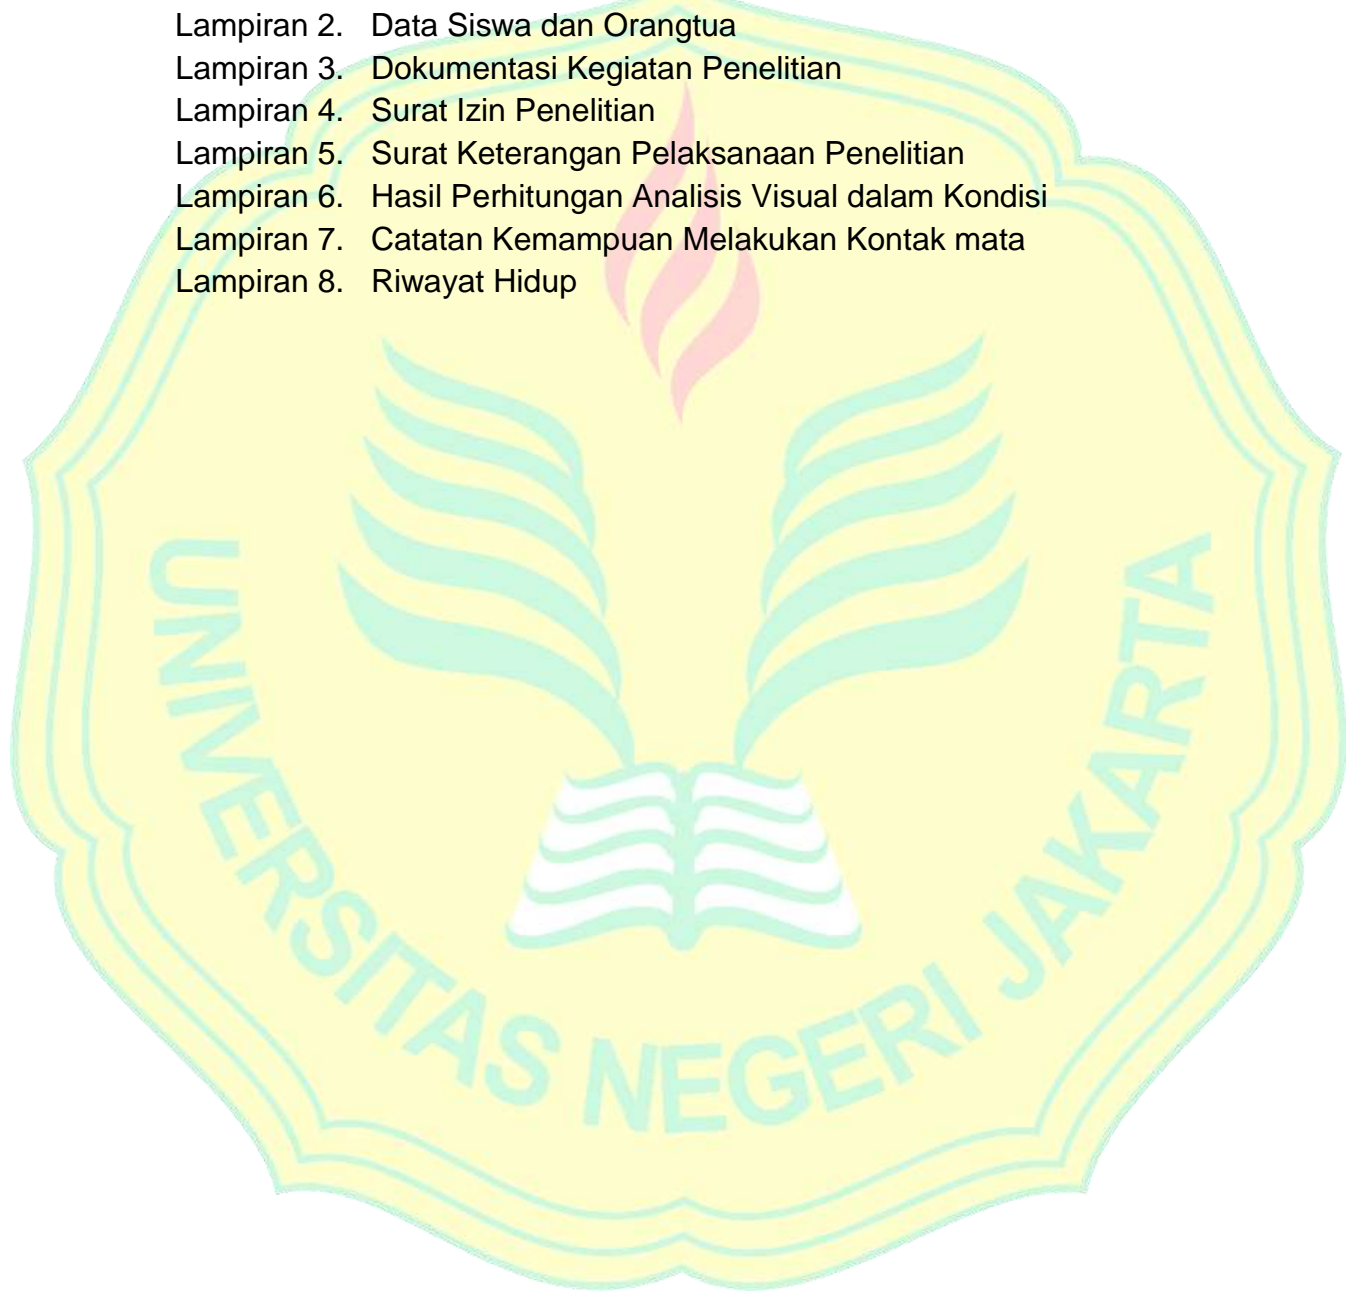 Lampiran 2. Data Siswa dan Orangtua
Lampiran 3. Dokumentasi Kegiatan Penelitian
Lampiran 4. Surat Izin Penelitian
Lampiran 5. Surat Keterangan Pelaksanaan Penelitian
Lampiran 6. Hasil Perhitungan Analisis Visual dalam Kondisi
Lampiran 7. Catatan Kemampuan Melakukan Kontak mata
Lampiran 8. Riwayat Hidup
UNIVERSITAS NEGERI JAKARTA